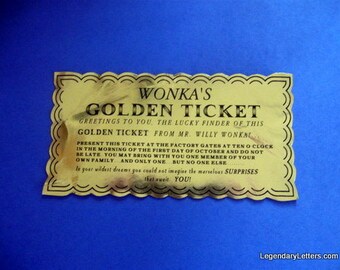 WONKA'S
GOLDEN TICKET
GREETINGS TO YOU, THE LUCKY FINDER OF THIS
GOLDEN TICKET FROM MR. WILLY WONKA!
PRESENT THIS TICKET AT THE FACTORY GATES AT TEN O CLOCK
IN THE MORNING OF THE FIRST DAY OF OCTOBER AND DO NOT
BE LATE. YOU MAY BRING WITH YOU ONE MEMBER OF YOUR
OWN FAMILY AND ONLY ONE BUT NO ONE ELSE
In your wildest dreams you could not imagine the marvelous SURPRISES
that await YOU!
LegendaryLetters.com